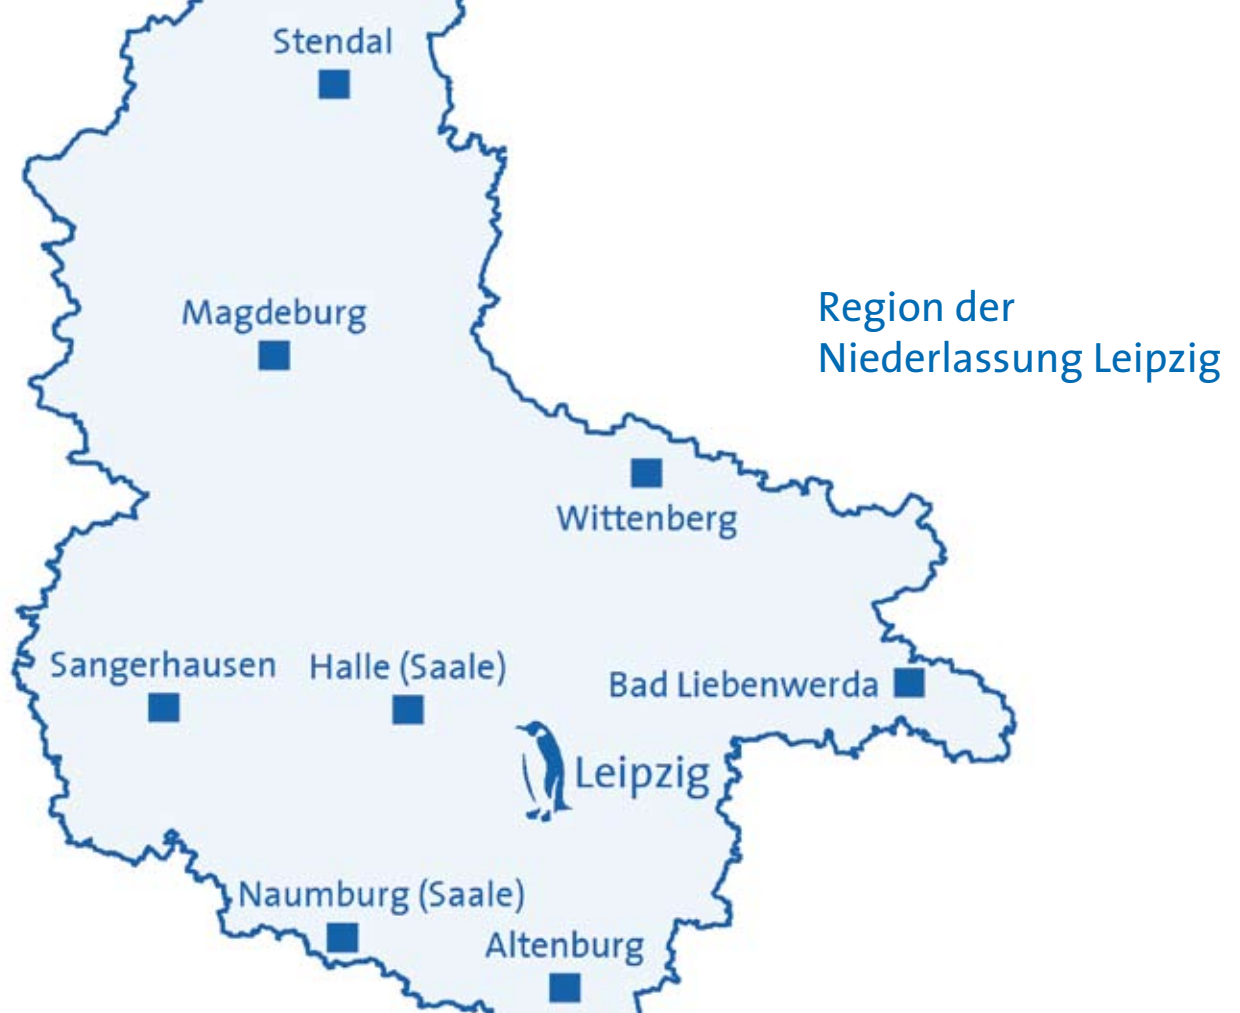 Stendal
Magdeburg
Region der
Niederlassung Leipzig
Wittenberg
Sangerhausen
Halle (Saale)
Bad Liebenwerda
Leipzig
Naumburg (Saale)
Altenburg